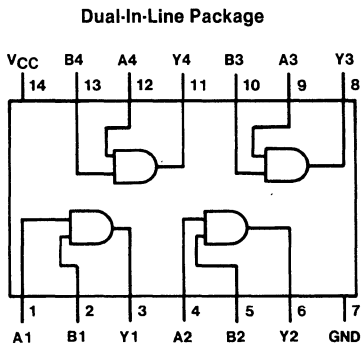 Dual-In-Line Package
VCC B4 A4 Y4 B3 A3 Y3
14 13 12 11 10 9 8
1 2 3 4 5 6 7
A1 B1 Y1 A2 B2 Y2 GND